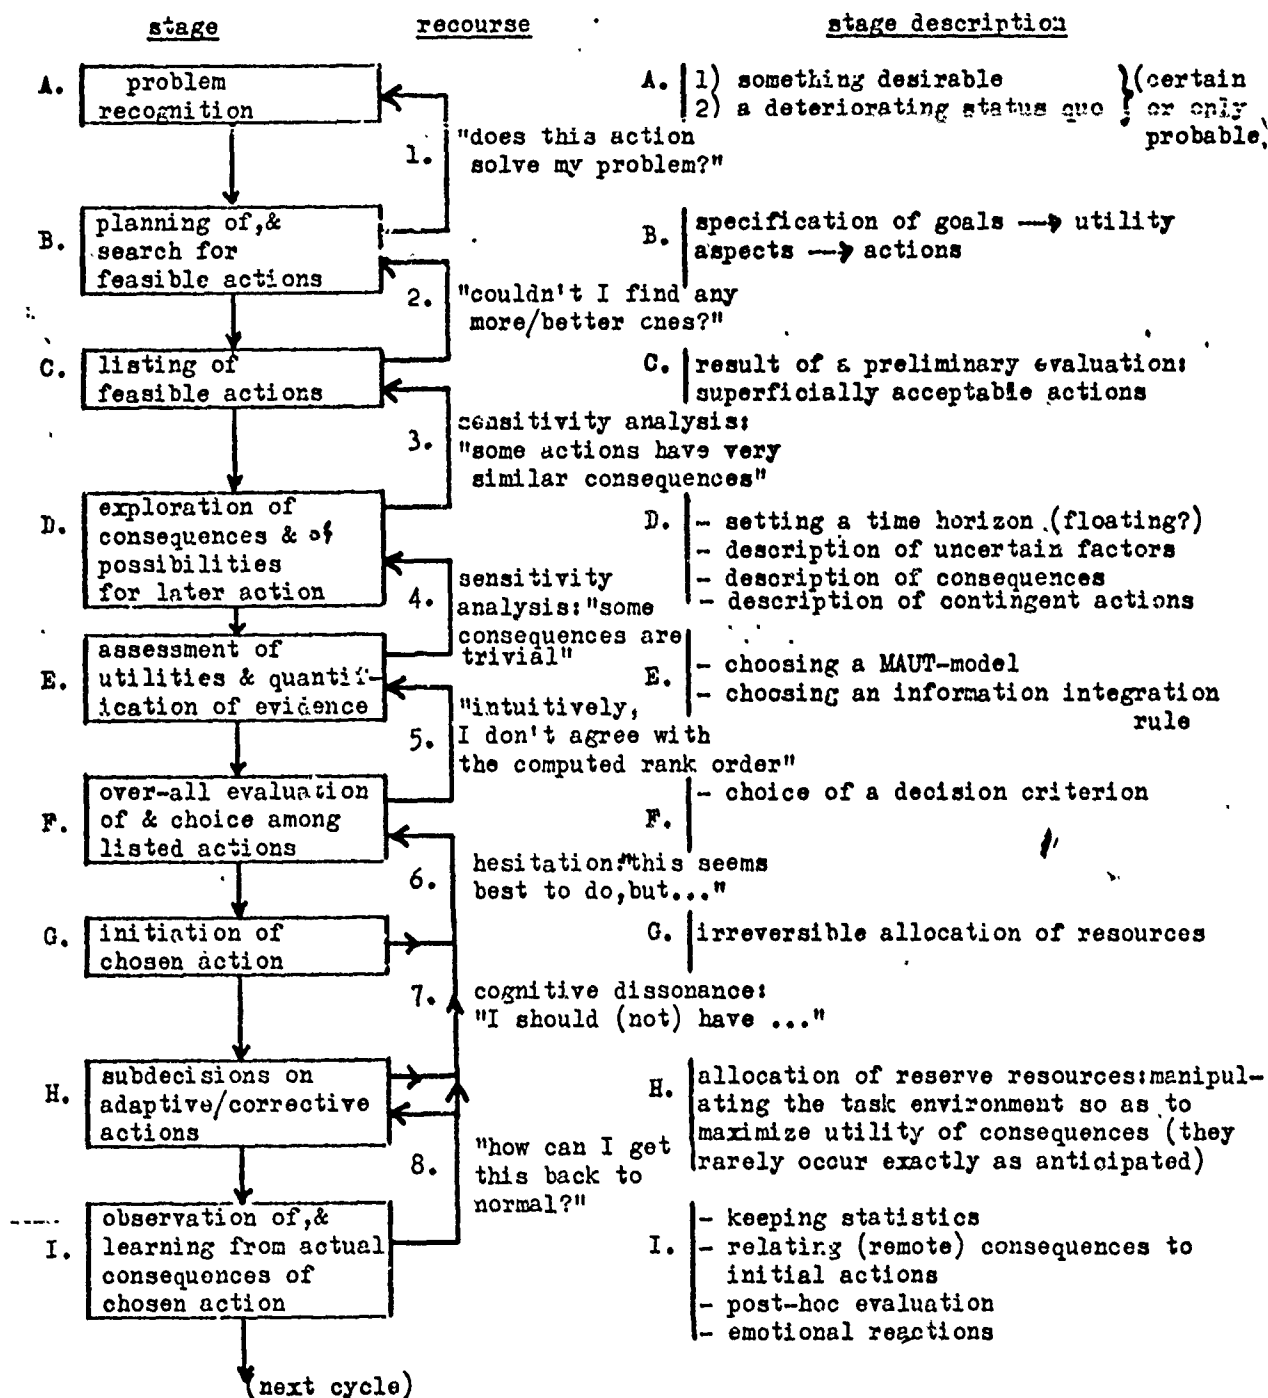 stage recourse stage description
A. problem
recognition
1. "does this action
solve my problem?"
A. 1) something desirable } (certain
2) a deteriorating status quo } or only
probable,
B. planning of,&
search for
feasible actions
2. "couldn't I find any
more/better cnes?"
B. specification of goals → utility
aspects → actions
C. listing of
feasible actions
3. sensitivity analysis:
"some actions have very
similar consequences"
C. result of a preliminary evaluation:
superficially acceptable actions
D. exploration of
consequences & of
possibilities
for later action
4. sensitivity
analysis:"some
consequences are
trivial"
D. - setting a time horizon (floating?)
- description of uncertain factors
- description of consequences
- description of contingent actions
E. assessment of
utilities & quantif-
ication of evidence
5. "intuitively,
I don't agree with
the computed rank order"
E. - choosing a MAUT-model
- choosing an information integration
rule
F. over-all evaluation
of & choice among
listed actions
6. hesitation:"this seems
best to do,but..."
F. - choice of a decision criterion
G. initiation of
chosen action
7. cognitive dissonance:
"I should (not) have ..."
G. irreversible allocation of resources
H. subdecisions on
adaptive/corrective
actions
8. "how can I get
this back to
normal?"
H. allocation of reserve resources:manipul-
ating the task environment so as to
maximize utility of consequences (they
rarely occur exactly as anticipated)
I. observation of,&
learning from actual
consequences of
chosen action
I. - keeping statistics
- relating (remote) consequences to
initial actions
- post-hoc evaluation
- emotional reactions
(next cycle)